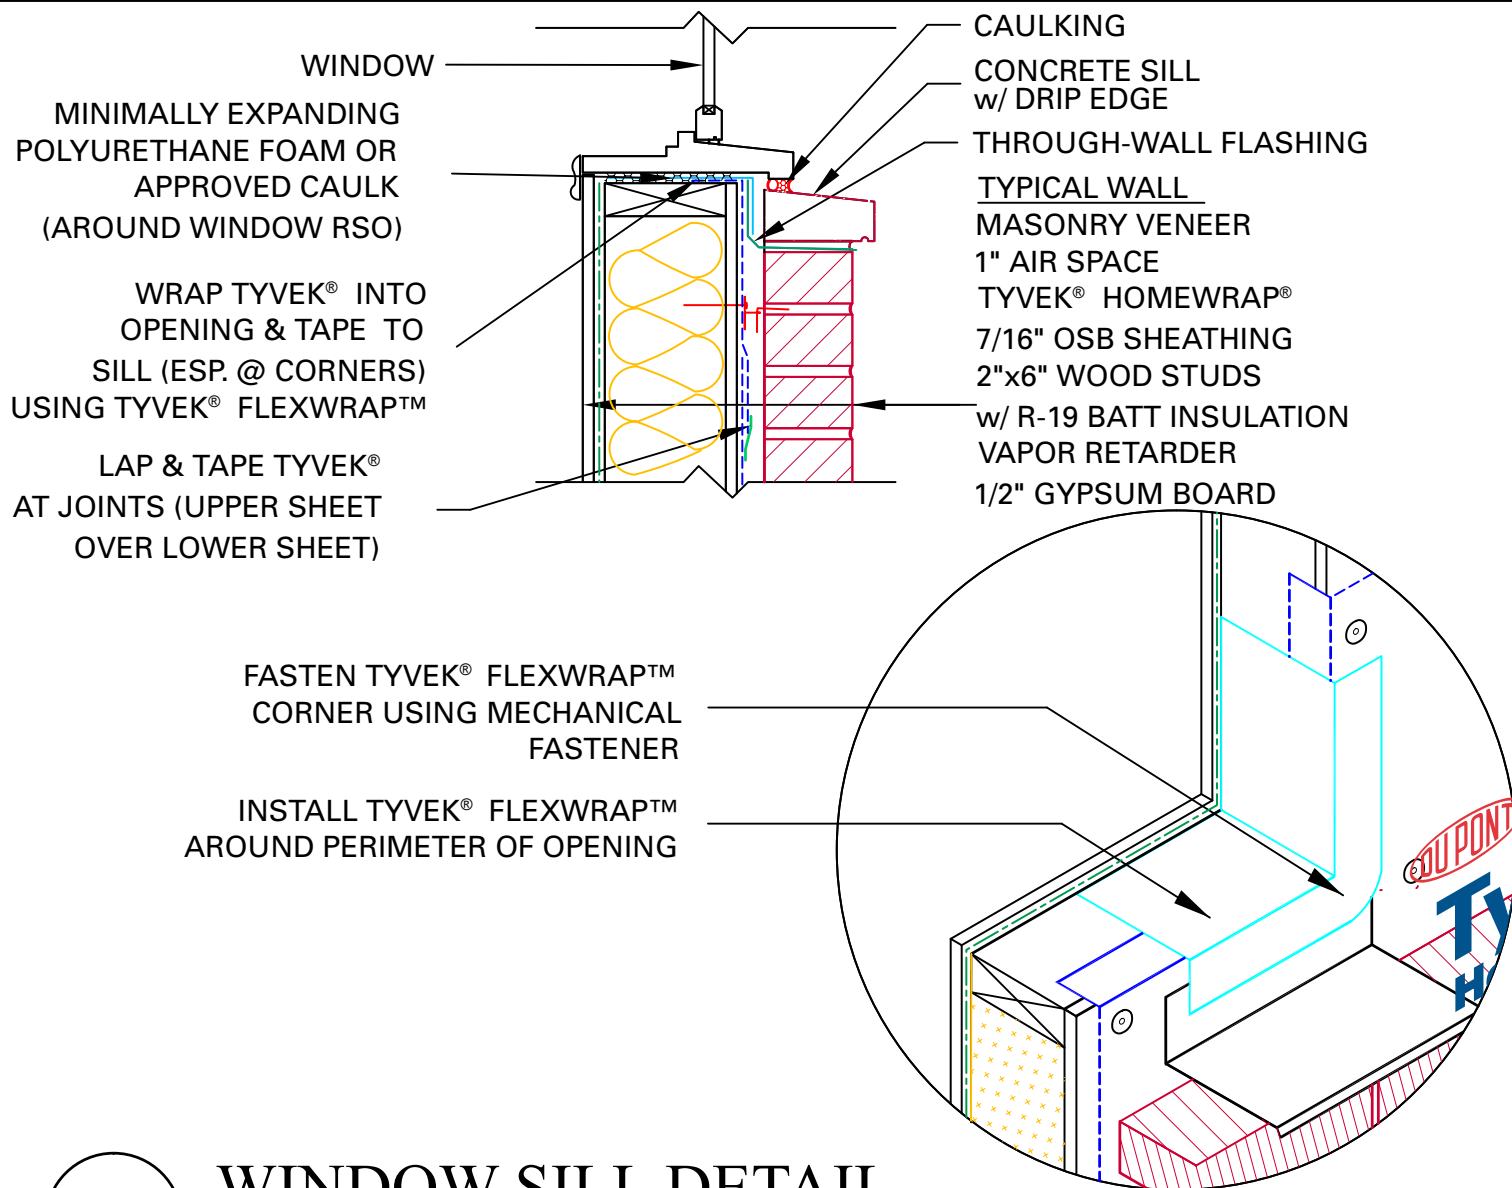 WINDOW
MINIMALLY EXPANDING
POLYURETHANE FOAM OR
APPROVED CAULK
(AROUND WINDOW RSO)
WRAP TYVEK® INTO
OPENING & TAPE TO
SILL (ESP. @ CORNERS)
USING TYVEK® FLEXWRAP™
LAP & TAPE TYVEK®
AT JOINTS (UPPER SHEET
OVER LOWER SHEET)
CAULKING
CONCRETE SILL
w/ DRIP EDGE
THROUGH-WALL FLASHING
TYPICAL WALL
MASONRY VENEER
1" AIR SPACE
TYVEK® HOMEWRAP®
7/16" OSB SHEATHING
2"x6" WOOD STUDS
w/ R-19 BATT INSULATION
VAPOR RETARDER
1/2" GYPSUM BOARD
FASTEN TYVEK® FLEXWRAP™
CORNER USING MECHANICAL
FASTENER
INSTALL TYVEK® FLEXWRAP™
AROUND PERIMETER OF OPENING
DUPONT
WINDOW SILL DETAIL